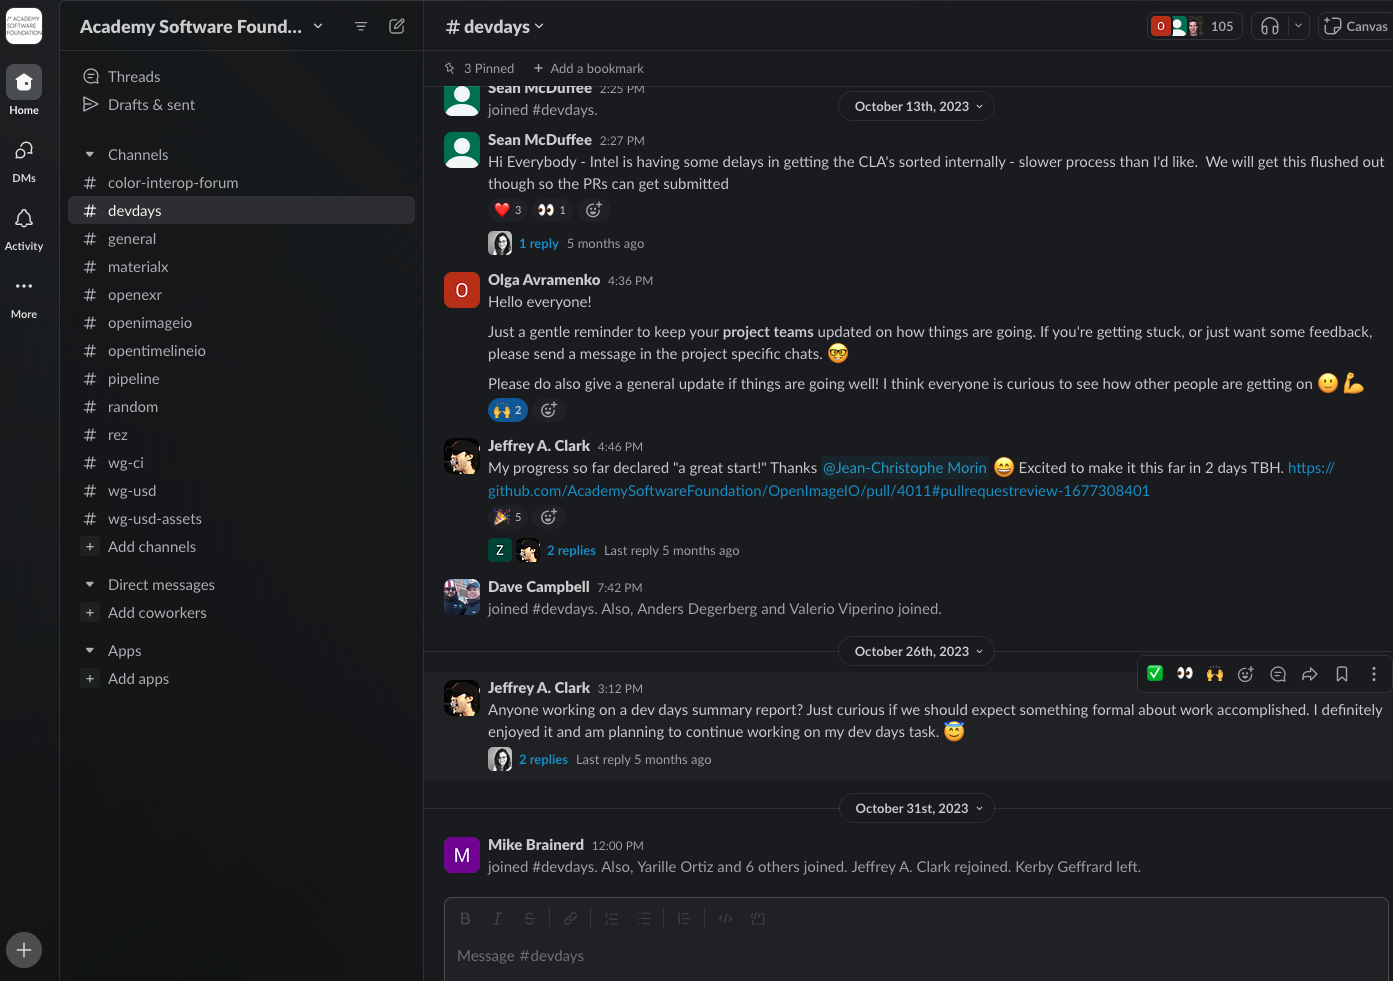 /* ACADEMY
SOFTWARE
FOUNDATION
Home
DMs
Activity
More
Academy Software Found...
Threads
Drafts & sent
Channels
# color-interop-forum
# devdays
# general
# materialx
# openexr
# openimageio
# opentimelineio
# pipeline
# random
# rez
# wg-ci
# wg-usd
# wg-usd-assets
+ Add channels
Direct messages
+ Add coworkers
Apps
+ Add apps
# devdays
O 105
Canvas
3 Pinned + Add a bookmark
Sean McDuffee 2:25 PM
joined #devdays.
October 13th, 2023
Sean McDuffee 2:27 PM
Hi Everybody - Intel is having some delays in getting the CLA's sorted internally - slower process than I'd like. We will get this flushed out
though so the PRs can get submitted
❤️ 3 👀 1
1 reply 5 months ago
O
Olga Avramenko 4:36 PM
Hello everyone!
Just a gentle reminder to keep your project teams updated on how things are going. If you're getting stuck, or just want some feedback,
please send a message in the project specific chats. 🤓
Please do also give a general update if things are going well! I think everyone is curious to see how other people are getting on 🙂 💪
🙌 2
Jeffrey A. Clark 4:46 PM
My progress so far declared "a great start!" Thanks @Jean-Christophe Morin 😄 Excited to make it this far in 2 days TBH. https://
github.com/AcademySoftwareFoundation/OpenImageIO/pull/4011#pullrequestreview-1677308401
🎉 5
Z 2 replies Last reply 5 months ago
Dave Campbell 7:42 PM
joined #devdays. Also, Anders Degerberg and Valerio Viperino joined.
October 26th, 2023
Jeffrey A. Clark 3:12 PM
Anyone working on a dev days summary report? Just curious if we should expect something formal about work accomplished. I definitely
enjoyed it and am planning to continue working on my dev days task. 😇
2 replies Last reply 5 months ago
October 31st, 2023
M
Mike Brainerd 12:00 PM
joined #devdays. Also, Yarille Ortiz and 6 others joined. Jeffrey A. Clark rejoined. Kerby Geffrard left.
B I S
Message #devdays